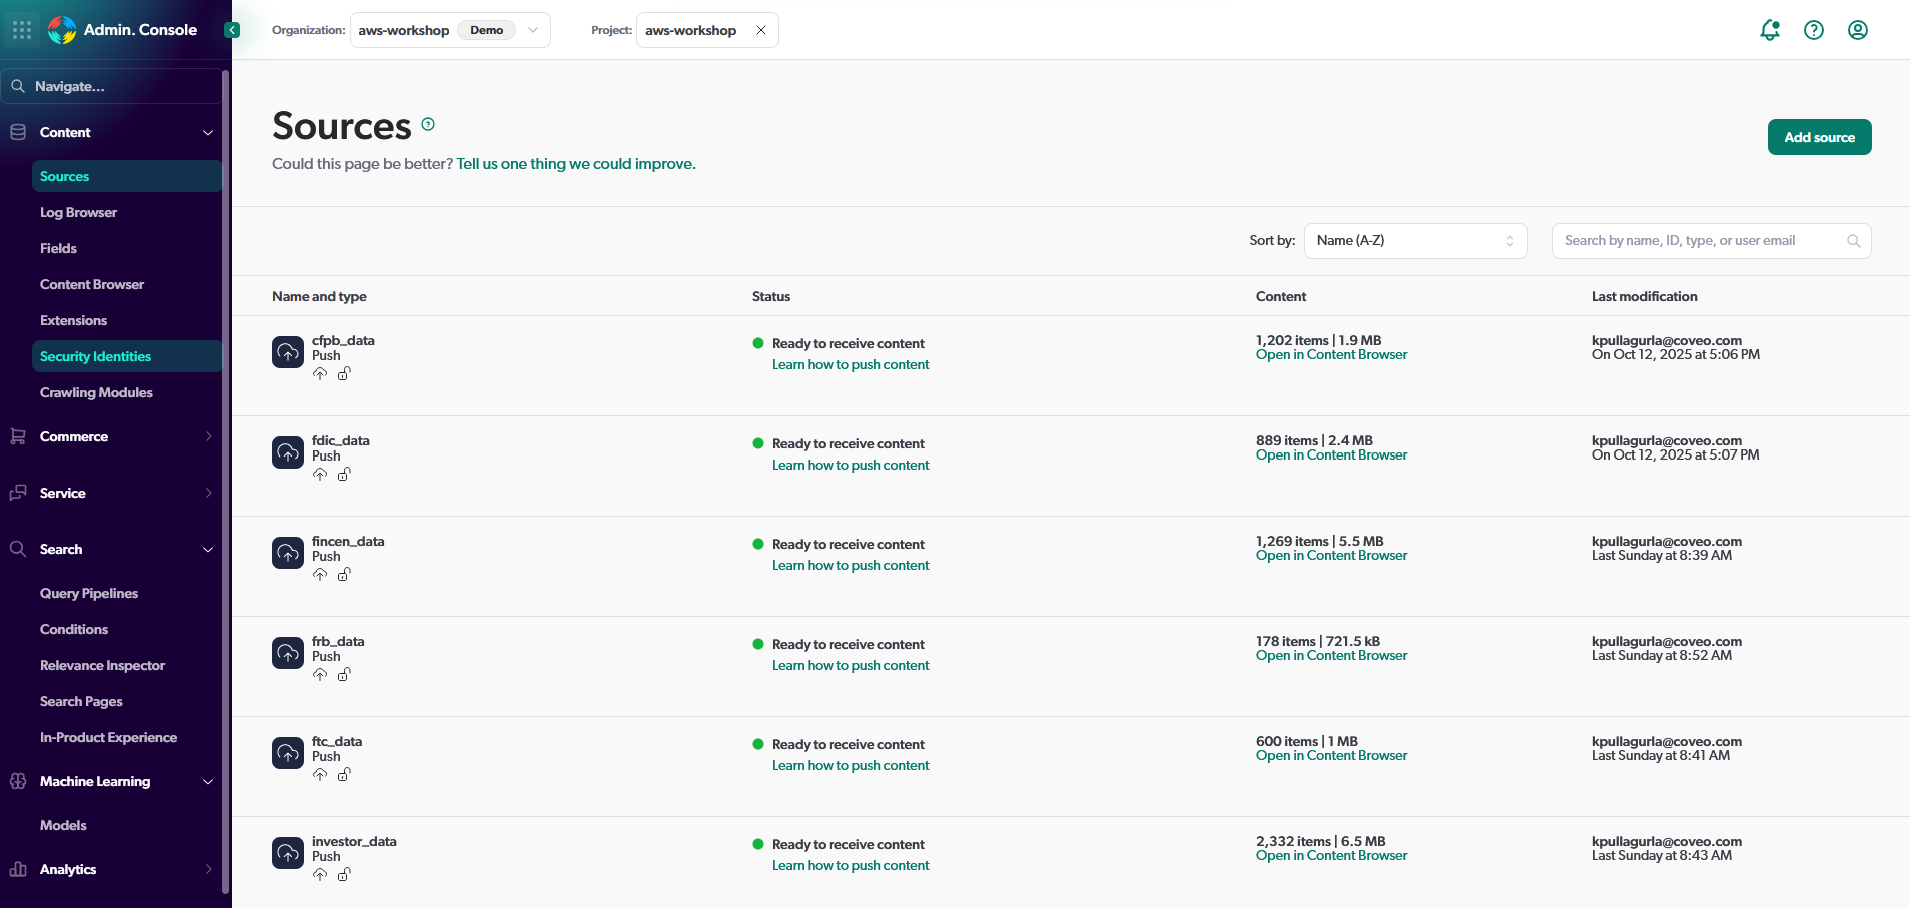 Admin. Console
Organization: aws-workshop Demo
Project: aws-workshop
Navigate...
Content
Sources
Log Browser
Fields
Content Browser
Extensions
Security Identities
Crawling Modules
Commerce
Service
Search
Query Pipelines
Conditions
Relevance Inspector
Search Pages
In-Product Experience
Machine Learning
Models
Analytics
Sources
Could this page be better? Tell us one thing we could improve.
Add source
Sort by: Name (A-Z)
Search by name, ID, type, or user email
Name and type Status Content Last modification
cfpb_data
Push
Ready to receive content
Learn how to push content
1,202 items | 1.9 MB
Open in Content Browser
kpullagurla@coveo.com
On Oct 12, 2025 at 5:06 PM
fdic_data
Push
Ready to receive content
Learn how to push content
889 items | 2.4 MB
Open in Content Browser
kpullagurla@coveo.com
On Oct 12, 2025 at 5:07 PM
fincen_data
Push
Ready to receive content
Learn how to push content
1,269 items | 5.5 MB
Open in Content Browser
kpullagurla@coveo.com
Last Sunday at 8:39 AM
frb_data
Push
Ready to receive content
Learn how to push content
178 items | 721.5 kB
Open in Content Browser
kpullagurla@coveo.com
Last Sunday at 8:52 AM
ftc_data
Push
Ready to receive content
Learn how to push content
600 items | 1 MB
Open in Content Browser
kpullagurla@coveo.com
Last Sunday at 8:41 AM
investor_data
Push
Ready to receive content
Learn how to push content
2,332 items | 6.5 MB
Open in Content Browser
kpullagurla@coveo.com
Last Sunday at 8:43 AM